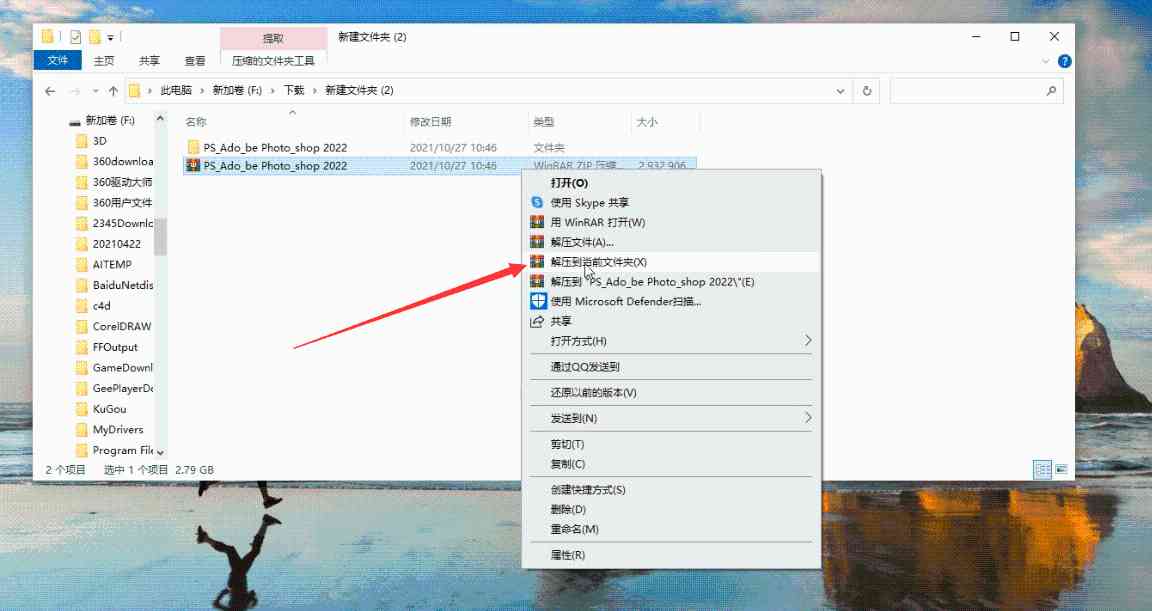 提取
新建文件夹 (2)
文件
主页
共享
查看
压缩的文件夹工具
此电脑 › 新加卷 (F:) › 下载 › 新建文件夹 (2)
新加卷 (F:)
3D
360downloa
360驱动大师
360用户文件
2345Downlc
20210422
AITEMP
BaiduNetdis
c4d
CorelDRAW
FFOutput
GameDownl
GeePlayerDe
KuGou
MyDrivers
Program File
名称 修改日期 类型 大小
PS_Ado_be Photo_shop 2022 2021/10/27 10:46 文件夹
PS_Ado_be Photo_shop 2022 2021/10/27 10:46 WinRAR ZIP 压缩... 2,932,906...
打开(O)
使用 Skype 共享
用 WinRAR 打开(W)
解压文件(A)...
解压到当前文件夹(X)
解压到 "PS_Ado_be Photo_shop 2022\"(E)
使用 Microsoft Defender扫描...
共享
打开方式(H)
通过QQ发送到
还原以前的版本(V)
发送到(N)
剪切(T)
复制(C)
创建快捷方式(S)
删除(D)
重命名(M)
属性(R)
2 个项目 选中 1 个项目 2.79 GB